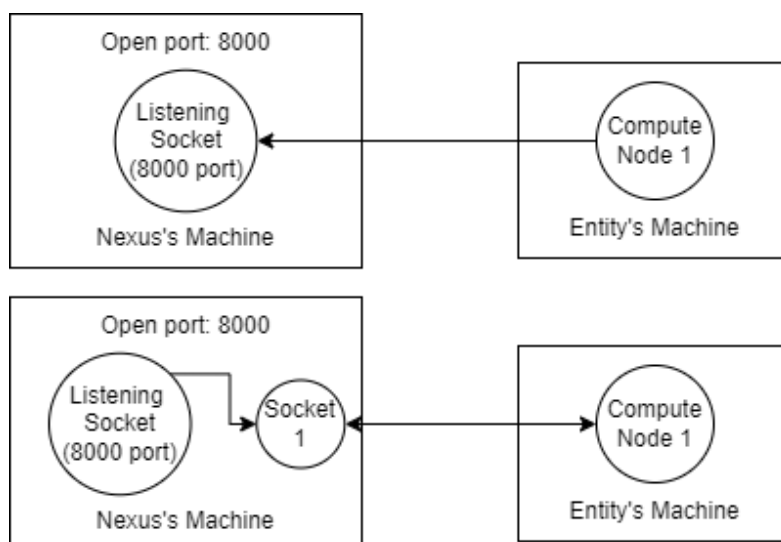 Open port: 8000
Listening
Socket
(8000 port)
Nexus's Machine
Compute
Node 1
Entity's Machine
Open port: 8000
Listening
Socket
(8000 port)
Socket
1
Nexus's Machine
Compute
Node 1
Entity's Machine